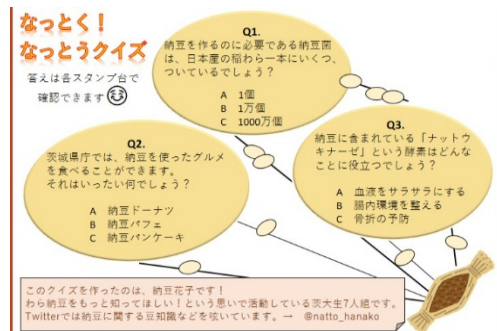 なっとく！
なっとうクイズ
答えは各スタンプ台で
確認できます
Q1.
納豆を作るのに必要である納豆菌
は、日本産の稲わら一本にいくつ、
ついているでしょう？
A 1個
B 1万個
C 1000万個
Q2.
茨城県庁では、納豆を使ったグルメ
を食べることができます。
それはいったい何でしょう？
A 納豆ドーナツ
B 納豆パフェ
C 納豆パンケーキ
Q3.
納豆に含まれている「ナットウ
キナーゼ」という酵素はどんな
ことに役立つでしょう？
A 血液をサラサラにする
B 腸内環境を整える
C 骨折の予防
このクイズを作ったのは、納豆花子です！
わら納豆をもっと知ってほしい！という思いで活動している茨大生7人組です。
Twitterでは納豆に関する豆知識などを呟いています。→ @natto_hanako